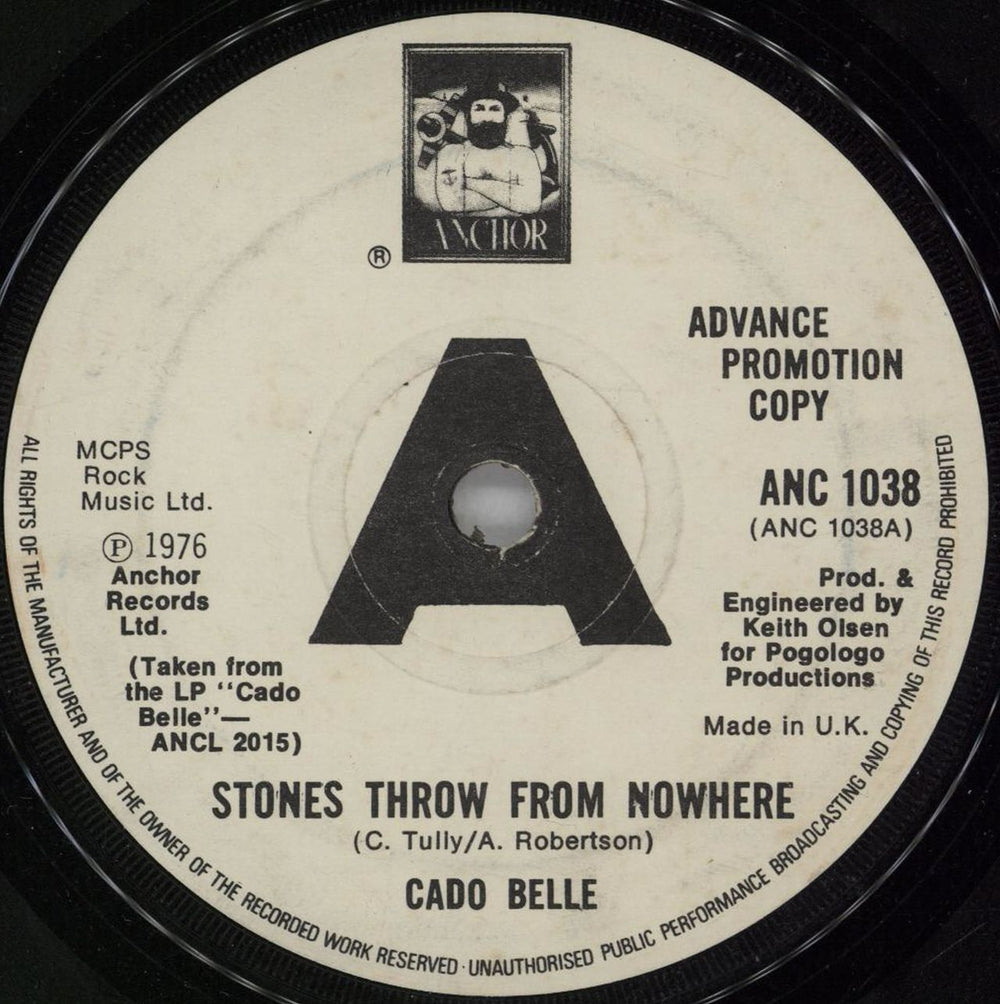 ANCHOR
®
ADVANCE
PROMOTION
COPY
A
MCPS
Rock
Music Ltd.
℗ 1976
Anchor
Records
Ltd.
(Taken from
the LP "Cado
Belle"—
ANCL 2015)
ANC 1038
(ANC 1038A)
Prod. &
Engineered by
Keith Olsen
for Pogologo
Productions
Made in U.K.
STONES THROW FROM NOWHERE
(C. Tully/A. Robertson)
CADO BELLE
ALL RIGHTS OF THE MANUFACTURER AND OF THE OWNER OF THE RECORDED WORK RESERVED · UNAUTHORISED PUBLIC PERFORMANCE BROADCASTING AND COPYING OF THIS RECORD PROHIBITED